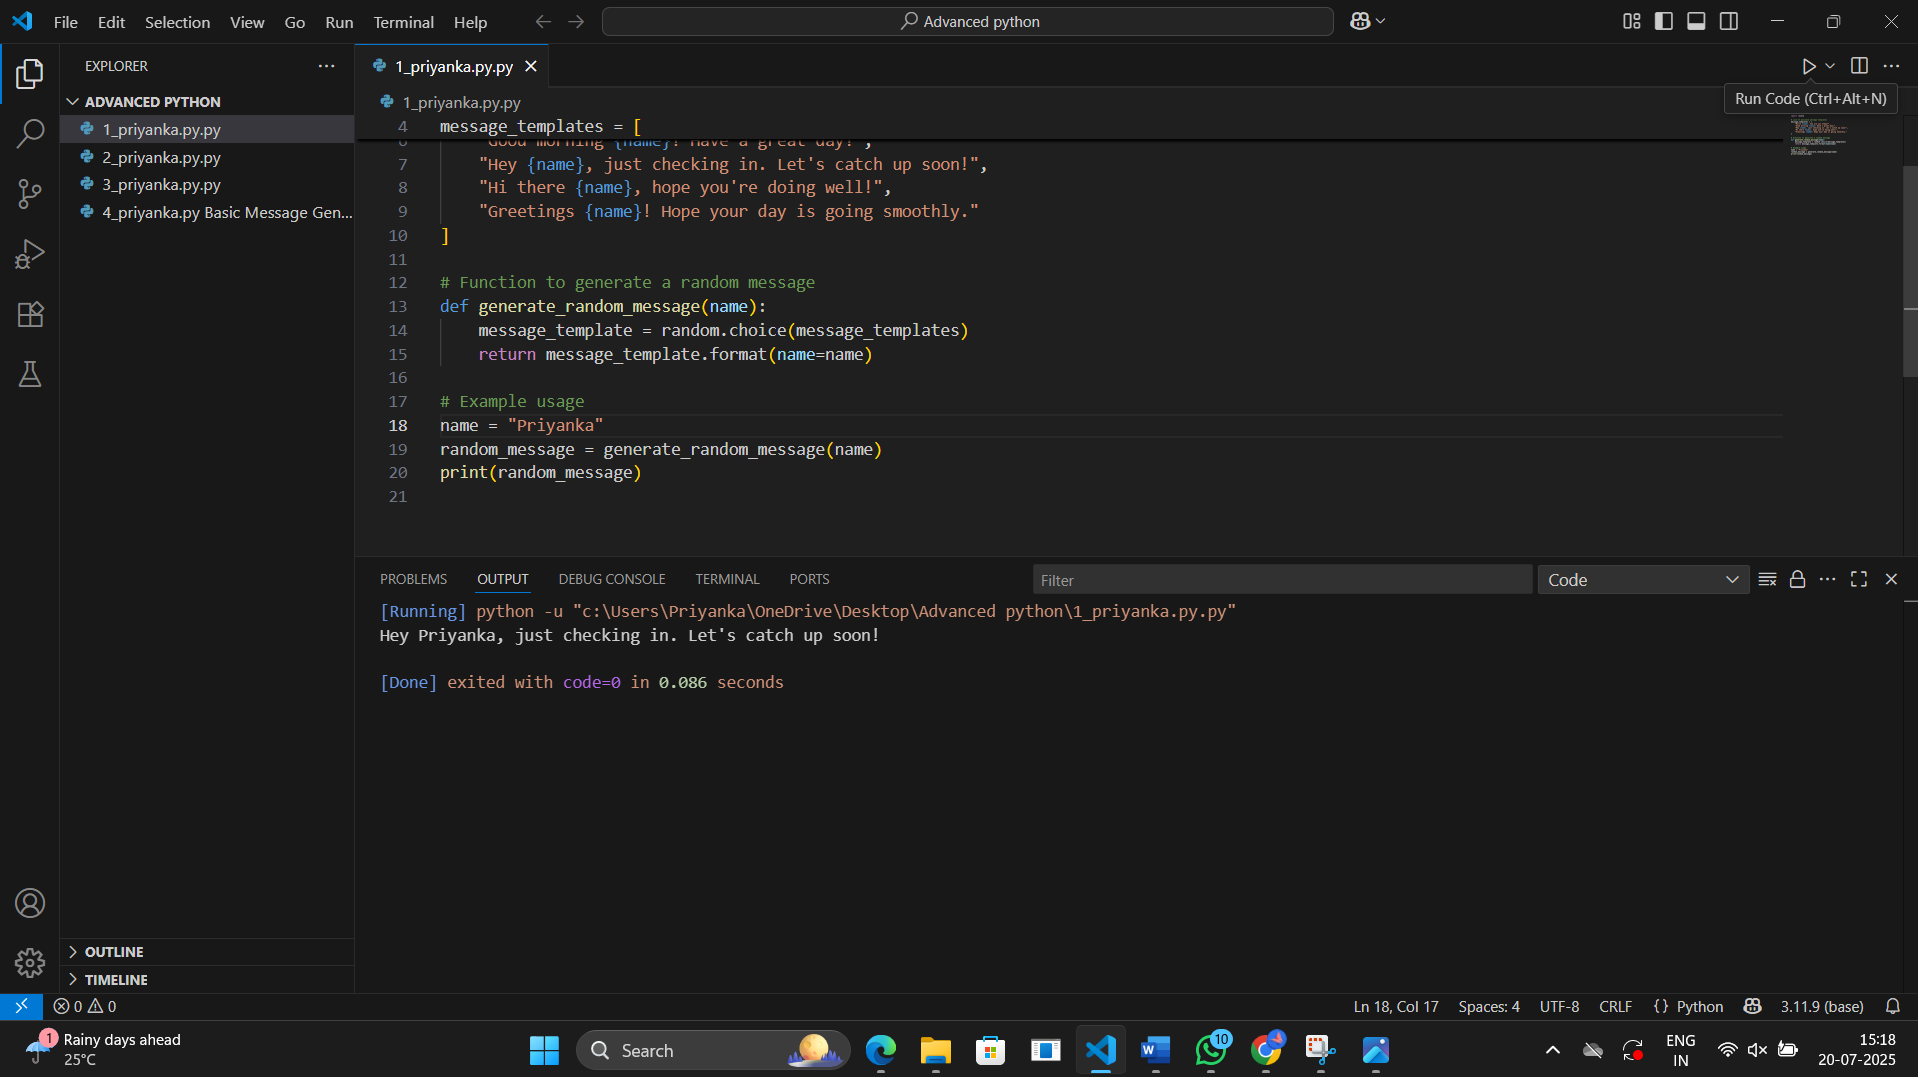 File Edit Selection View Go Run Terminal Help
Advanced python
EXPLORER
ADVANCED PYTHON
1_priyanka.py.py
2_priyanka.py.py
3_priyanka.py.py
4_priyanka.py Basic Message Gen...
OUTLINE
TIMELINE
1_priyanka.py.py
Run Code (Ctrl+Alt+N)
1_priyanka.py.py
4 message_templates = [
6 "Good morning {name}! Have a great day!",
7 "Hey {name}, just checking in. Let's catch up soon!",
8 "Hi there {name}, hope you're doing well!",
9 "Greetings {name}! Hope your day is going smoothly."
10 ]
11
12 # Function to generate a random message
13 def generate_random_message(name):
14 message_template = random.choice(message_templates)
15 return message_template.format(name=name)
16
17 # Example usage
18 name = "Priyanka"
19 random_message = generate_random_message(name)
20 print(random_message)
21
PROBLEMS OUTPUT DEBUG CONSOLE TERMINAL PORTS
Filter
Code
[Running] python -u "c:\Users\Priyanka\OneDrive\Desktop\Advanced python\1_priyanka.py.py"
Hey Priyanka, just checking in. Let's catch up soon!
[Done] exited with code=0 in 0.086 seconds
0 0
Ln 18, Col 17 Spaces: 4 UTF-8 CRLF {} Python 3.11.9 (base)
1
Rainy days ahead
25°C
Search
10
ENG
IN
15:18
20-07-2025